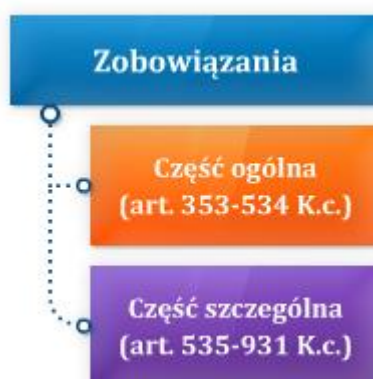 Zobowiązania
Część ogólna
(art. 353-534 K.c.)
Część szczególna
(art. 535-931 K.c.)